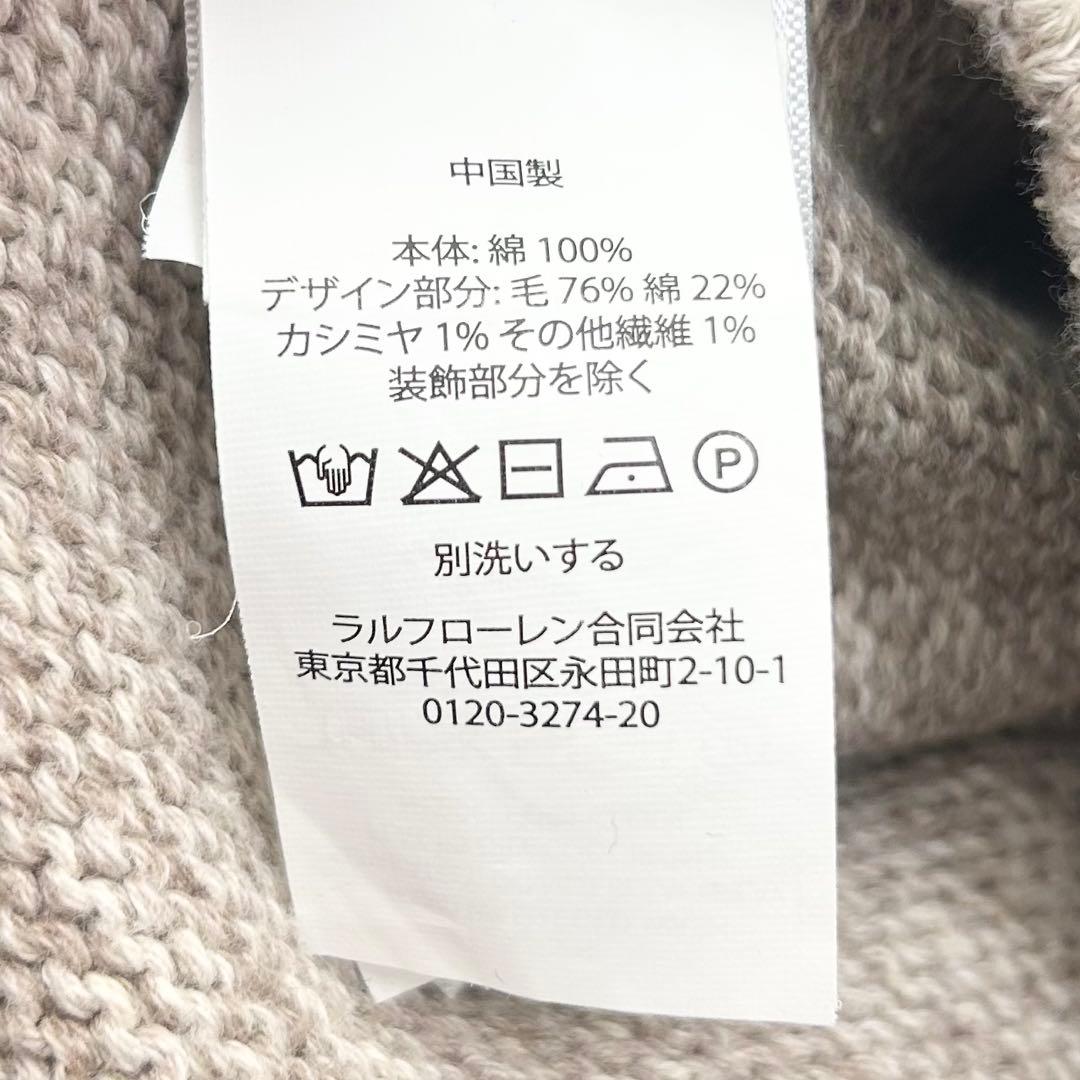 中国製
本体: 綿 100%
デザイン部分: 毛 76% 綿 22%
カシミヤ 1% その他繊維 1%
装飾部分を除く
P
別洗いする
ラルフローレン合同会社
東京都千代田区永田町2-10-1
0120-3274-20